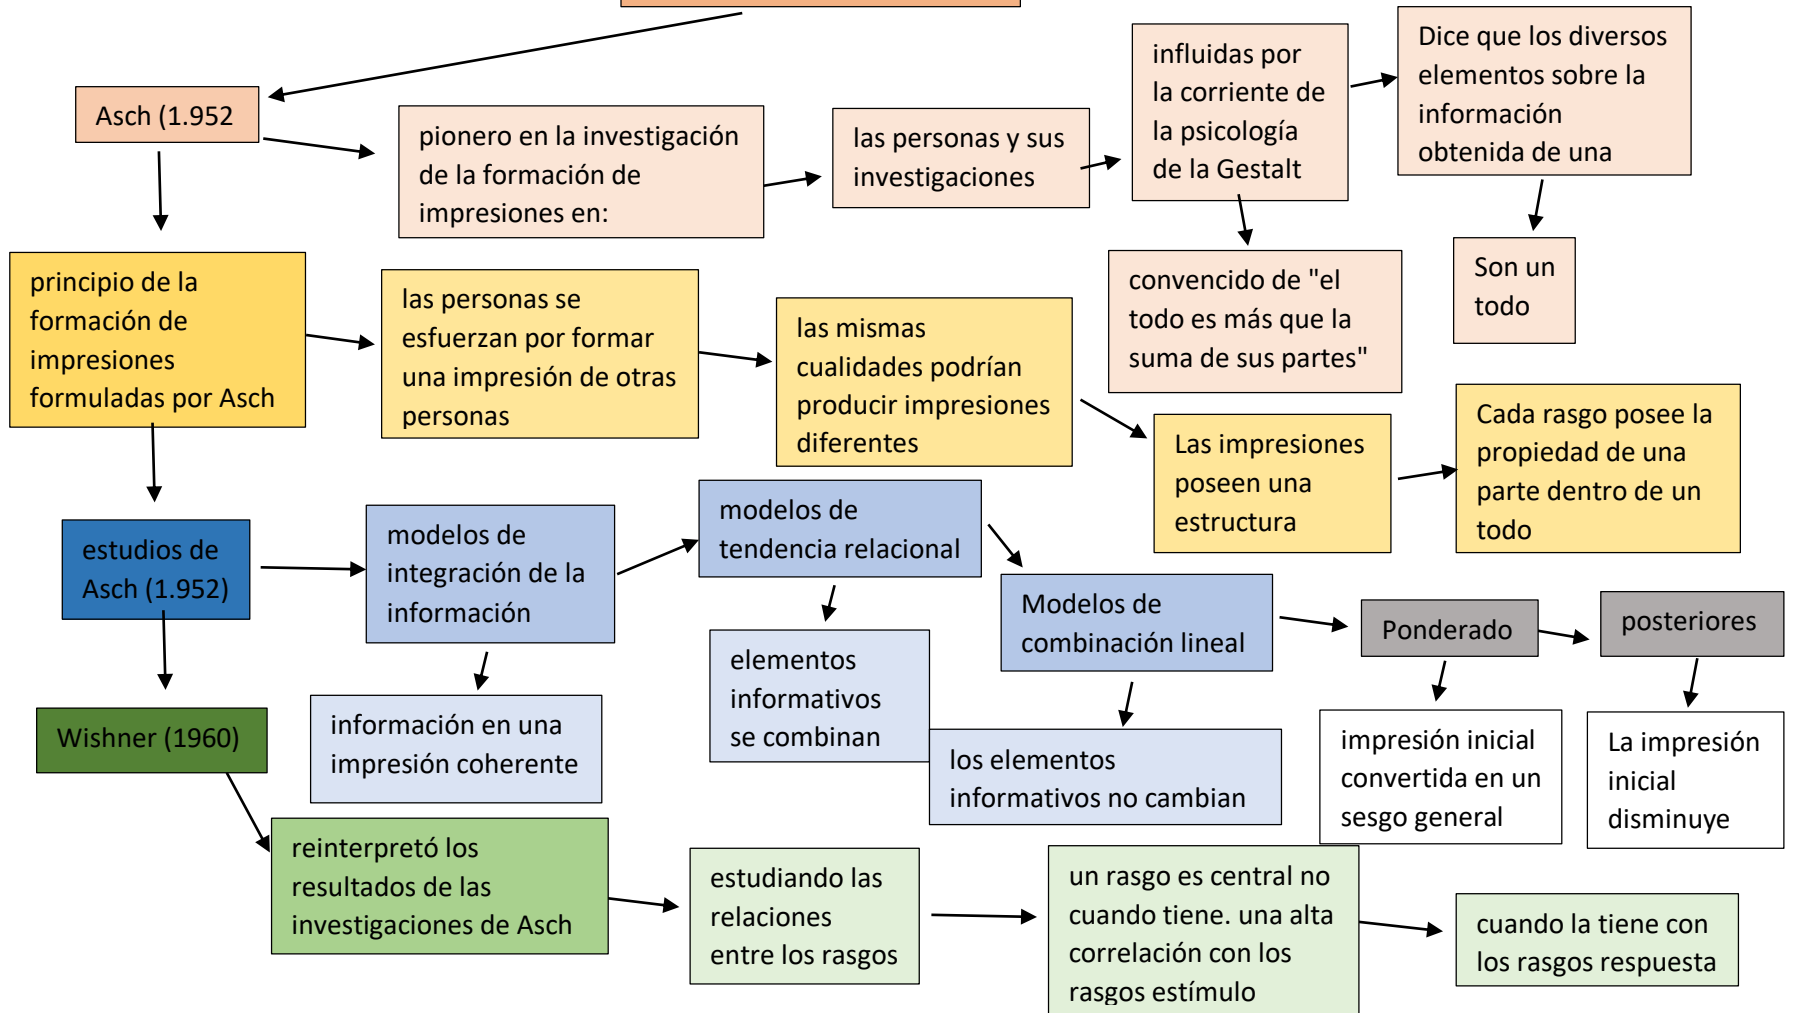 Asch (1.952
pionero en la investigación
de la formación de
impresiones en:
las personas y sus
investigaciones
influidas por
la corriente de
la psicología
de la Gestalt
Dice que los diversos
elementos sobre la
información
obtenida de una
Son un
todo
convencido de "el
todo es más que la
suma de sus partes"
principio de la
formación de
impresiones
formuladas por Asch
las personas se
esfuerzan por formar
una impresión de otras
personas
las mismas
cualidades podrían
producir impresiones
diferentes
Las impresiones
poseen una
estructura
Cada rasgo posee la
propiedad de una
parte dentro de un
todo
estudios de
Asch (1.952)
modelos de
integración de la
información
modelos de
tendencia relacional
Modelos de
combinación lineal
Ponderado
posteriores
información en una
impresión coherente
elementos
informativos
se combinan
los elementos
informativos no cambian
impresión inicial
convertida en un
sesgo general
La impresión
inicial
disminuye
Wishner (1960)
reinterpretó los
resultados de las
investigaciones de Asch
estudiando las
relaciones
entre los rasgos
un rasgo es central no
cuando tiene. una alta
correlación con los
rasgos estímulo
cuando la tiene con
los rasgos respuesta